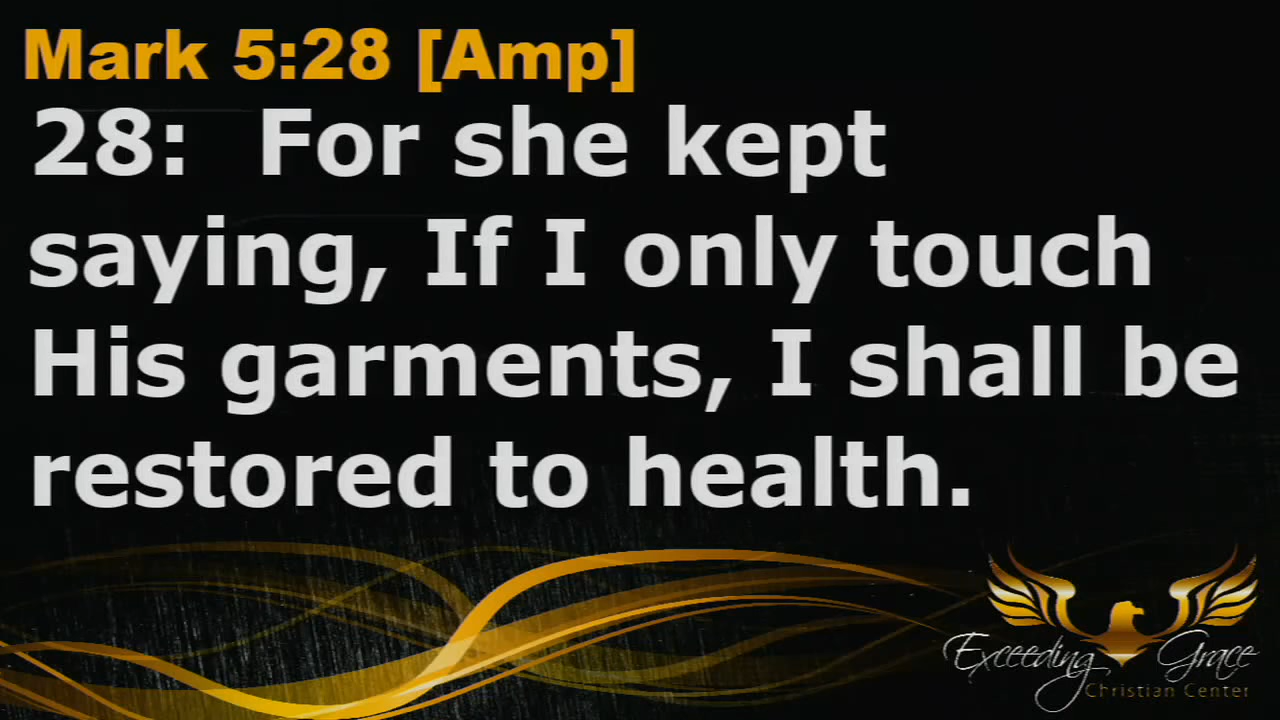 Mark 5:28 [Amp]
28:  For she kept
saying, If I only touch
His garments, I shall be
restored to health.
Exceeding Grace
Christian Center